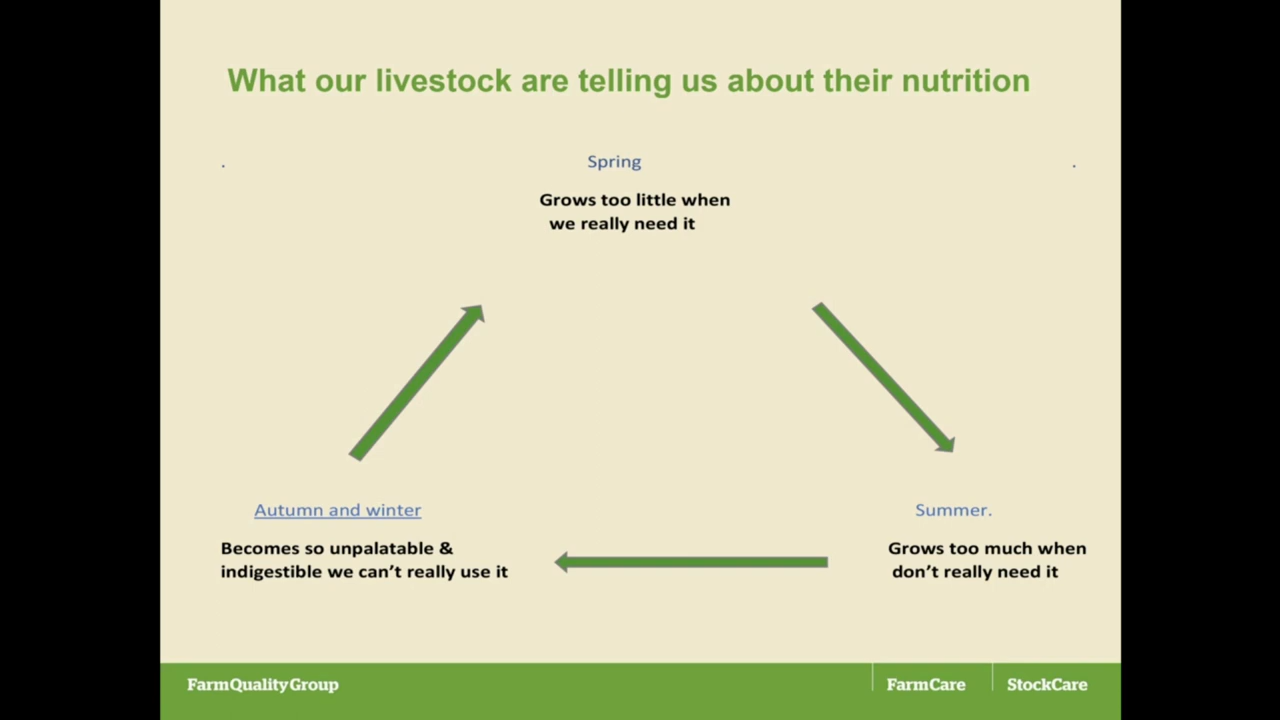 What our livestock are telling us about their nutrition
.
Spring
.
Grows too little when
we really need it
Autumn and winter
Becomes so unpalatable &
indigestible we can’t really use it
Summer.
Grows too much when
don’t really need it
FarmQualityGroup
FarmCare
StockCare